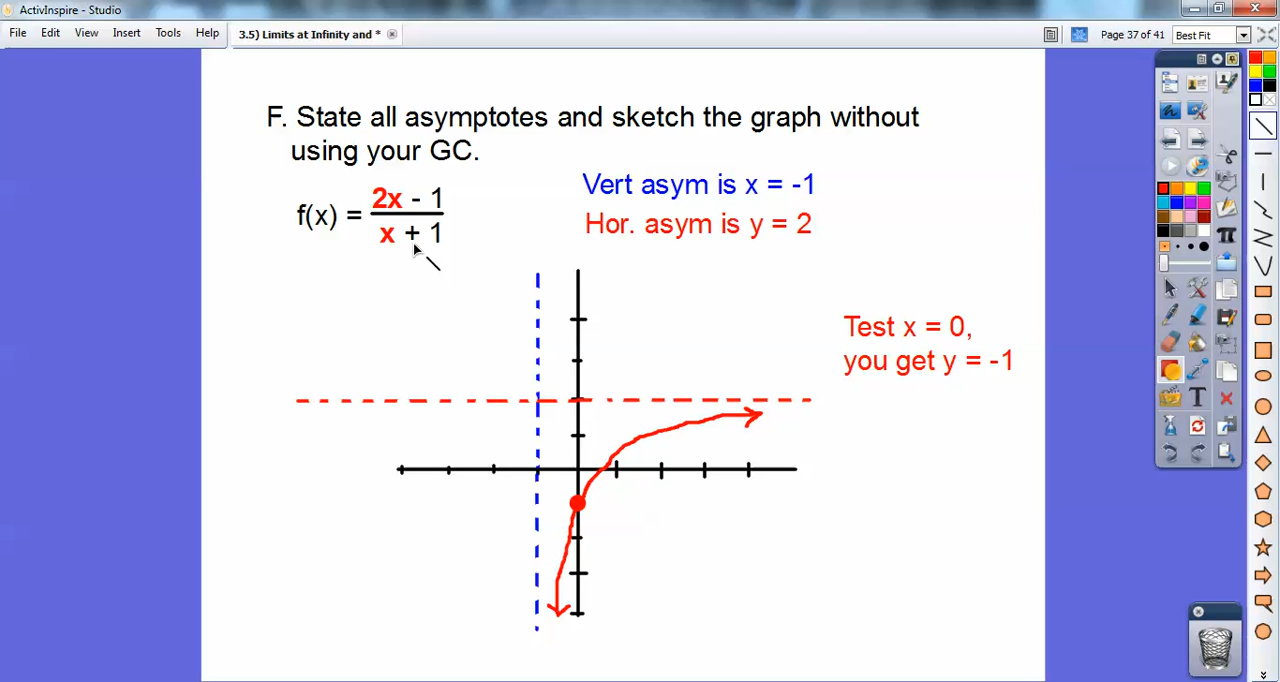 ActivInspire - Studio
File Edit View Insert Tools Help
3.5) Limits at Infinity and *
Page 37 of 41
Best Fit
F. State all asymptotes and sketch the graph without
using your GC.
f(x) = 2x - 1
x + 1
Vert asym is x = -1
Hor. asym is y = 2
Test x = 0,
you get y = -1